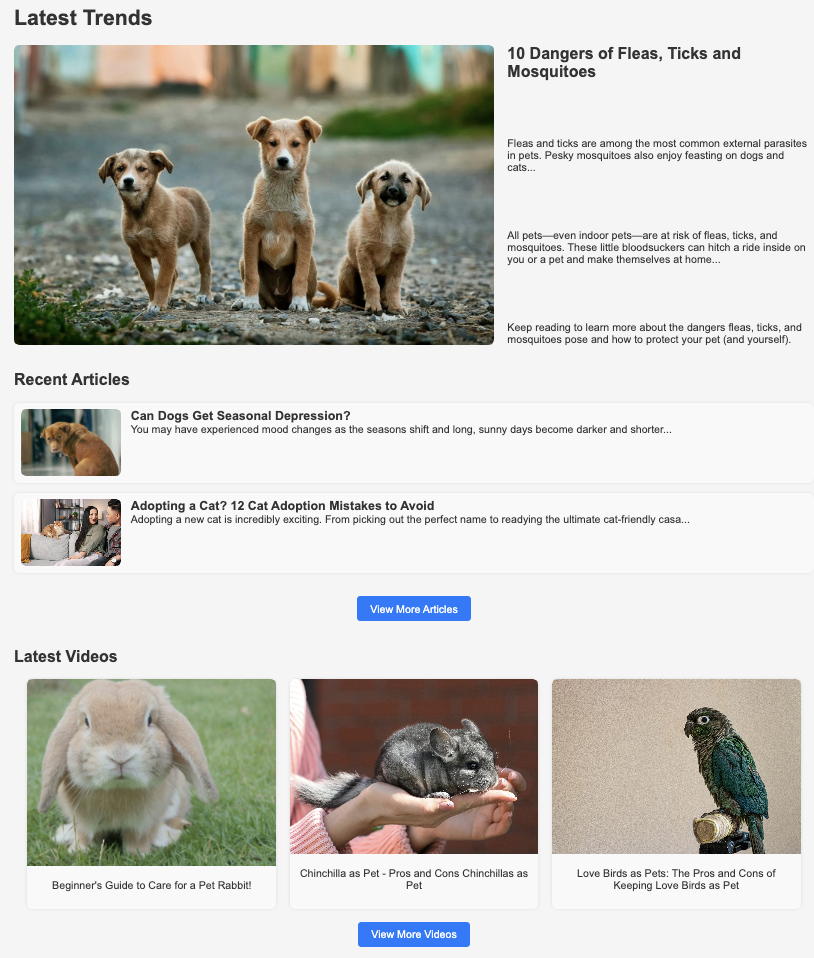 Latest Trends
10 Dangers of Fleas, Ticks and
Mosquitoes
Fleas and ticks are among the most common external parasites
in pets. Pesky mosquitoes also enjoy feasting on dogs and
cats...
All pets—even indoor pets—are at risk of fleas, ticks, and
mosquitoes. These little bloodsuckers can hitch a ride inside on
you or a pet and make themselves at home...
Keep reading to learn more about the dangers fleas, ticks, and
mosquitoes pose and how to protect your pet (and yourself).
Recent Articles
Can Dogs Get Seasonal Depression?
You may have experienced mood changes as the seasons shift and long, sunny days become darker and shorter...
Adopting a Cat? 12 Cat Adoption Mistakes to Avoid
Adopting a new cat is incredibly exciting. From picking out the perfect name to readying the ultimate cat-friendly casa...
View More Articles
Latest Videos
Beginner's Guide to Care for a Pet Rabbit!
Chinchilla as Pet - Pros and Cons Chinchillas as
Pet
Love Birds as Pets: The Pros and Cons of
Keeping Love Birds as Pet
View More Videos